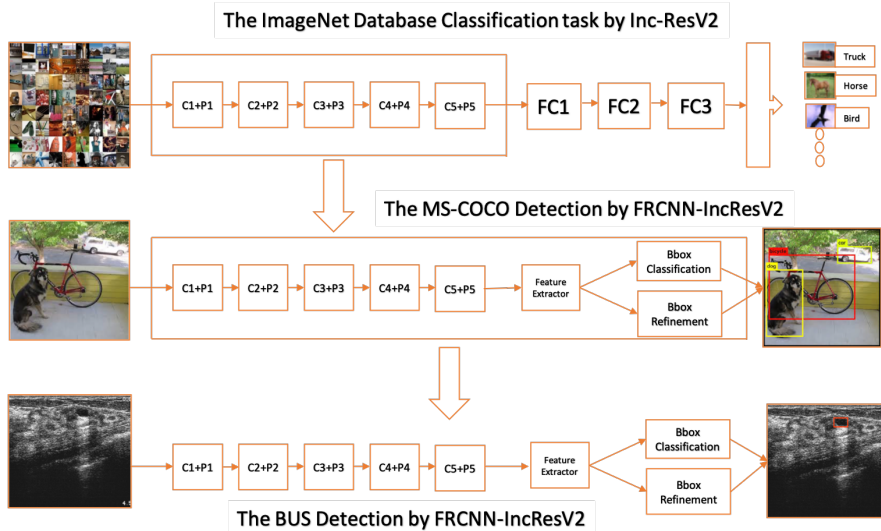 The ImageNet Database Classification task by Inc-ResV2
C1+P1
C2+P2
C3+P3
C4+P4
C5+P5
FC1
FC2
FC3
Truck
Horse
Bird
The MS-COCO Detection by FRCNN-IncResV2
C1+P1
C2+P2
C3+P3
C4+P4
C5+P5
Feature
Extractor
Bbox
Classification
Bbox
Refinement
car
dog
C1+P1
C2+P2
C3+P3
C4+P4
C5+P5
Feature
Extractor
Bbox
Classification
Bbox
Refinement
The BUS Detection by FRCNN-IncResV2